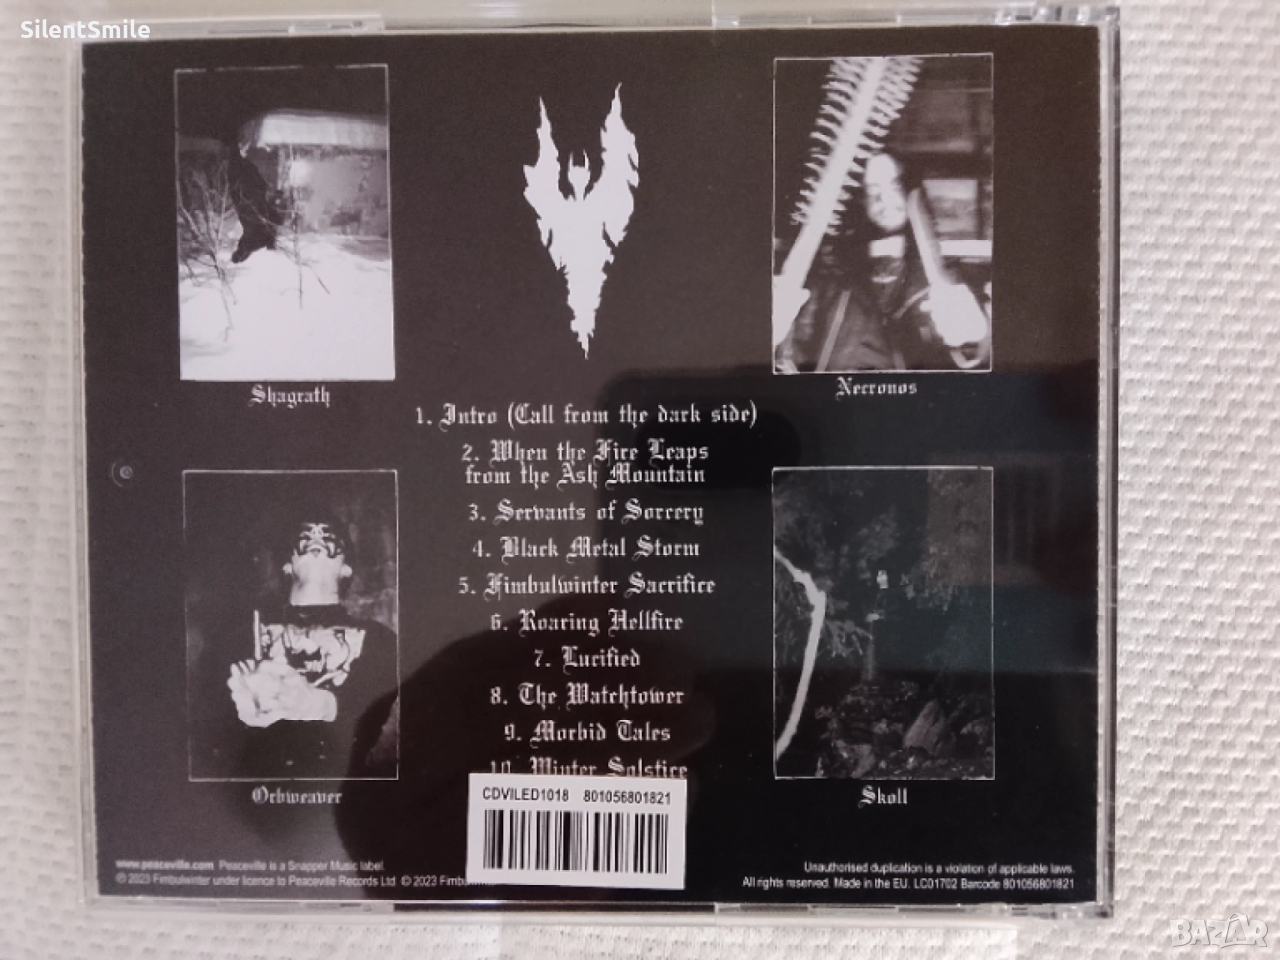 SilentSmile
Shagrath
Necronos
1. Intro (Call from the dark side)
2. When the Fire Leaps
from the Ash Mountain
3. Servants of Sorcery
4. Black Metal Storm
5. Fimbulwinter Sacrifice
6. Roaring Hellfire
7. Lucified
8. The Watchtower
9. Morbid Tales
10. Winter Solstice
Orbweaver
Skoll
CDVILED1018 801056801821
www.peaceville.com Peaceville is a Snapper Music label.
℗ 2023 Fimbulwinter under licence to Peaceville Records Ltd © 2023
Unauthorised duplication is a violation of applicable laws.
All rights reserved. Made in the EU. LC01702 Barcode 801056801821
BAZAR